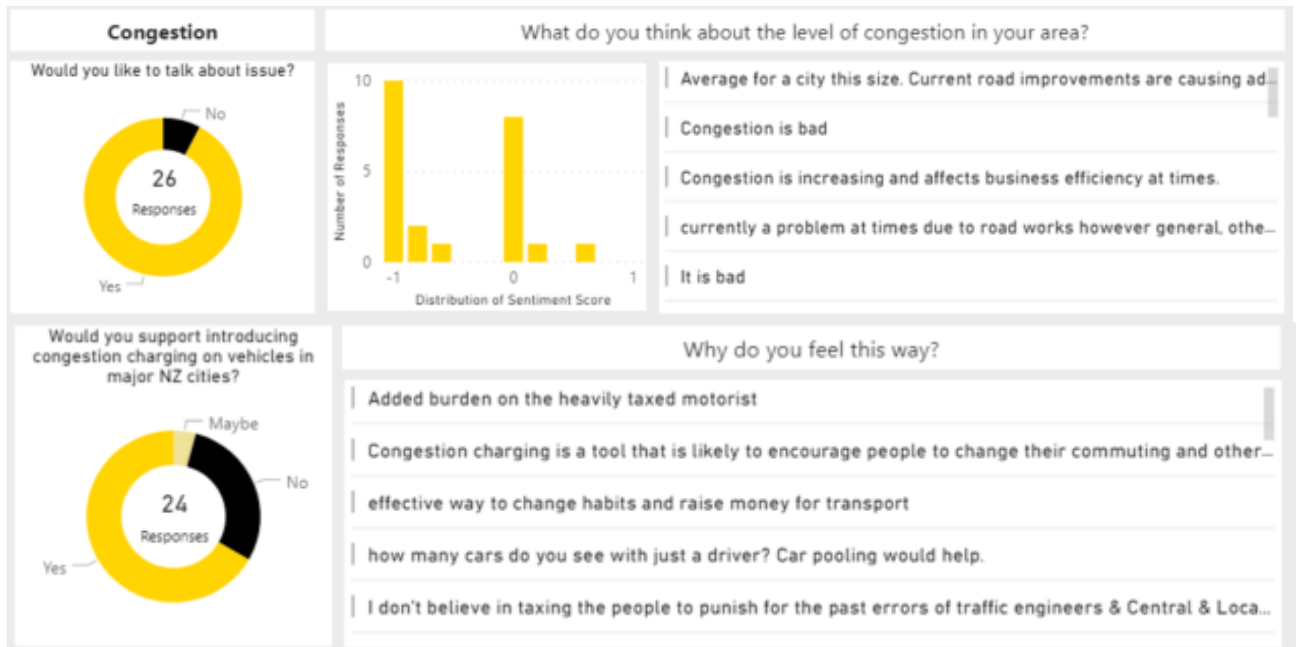 Congestion
What do you think about the level of congestion in your area?
Would you like to talk about issue?
No
26
Responses
Yes
10
5
0
Number of Responses
-1
0
1
Distribution of Sentiment Score
Average for a city this size. Current road improvements are causing ad...
Congestion is bad
Congestion is increasing and affects business efficiency at times.
currently a problem at times due to road works however general, othe...
It is bad
Would you support introducing
congestion charging on vehicles in
major NZ cities?
Maybe
No
24
Responses
Yes
Why do you feel this way?
Added burden on the heavily taxed motorist
Congestion charging is a tool that is likely to encourage people to change their commuting and other...
effective way to change habits and raise money for transport
how many cars do you see with just a driver? Car pooling would help.
I don't believe in taxing the people to punish for the past errors of traffic engineers & Central & Loca...